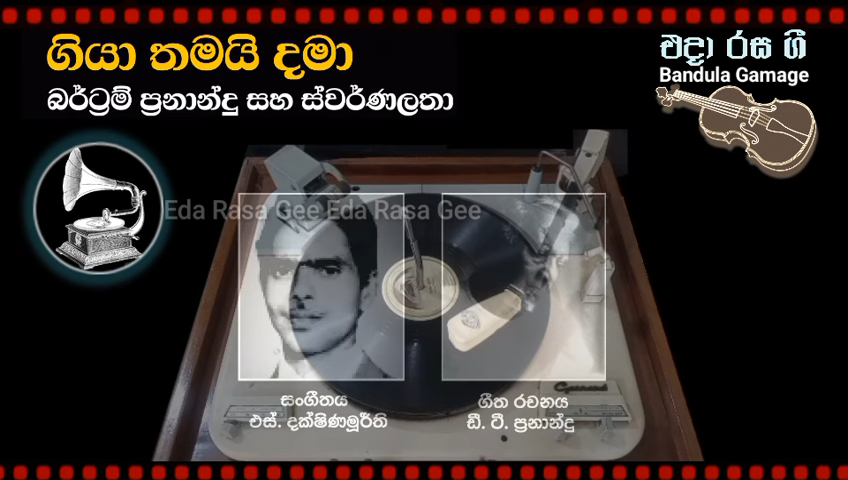 ගියා තමයි දමා
බර්ට්‍රම් ප්‍රනාන්දු සහ ස්වර්ණලතා
එදා රස ගී
Bandula Gamage
Eda Rasa Gee Eda Rasa Gee
සංගීතය
එස්. දක්ෂිණමූර්ති
ගීත රචනය
ඩී. ටී. ප්‍රනාන්දු